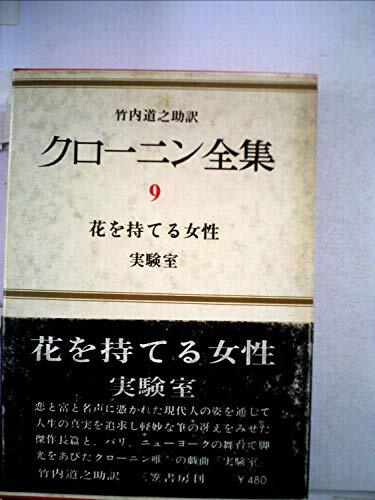 竹内道之助訳
クローニン全集
9
花を持てる女性
実験室
花を持てる女性
実験室
恋と富と名声に憑かれた現代人の姿を通して
人生の真実を追求し軽妙な筆の冴えをみせた
傑作長篇と、パリ、ニューヨークの舞台で脚
光をあびたクローニン唯一の戯曲「実験室」
竹内道之助訳 三笠書房刊 ¥480